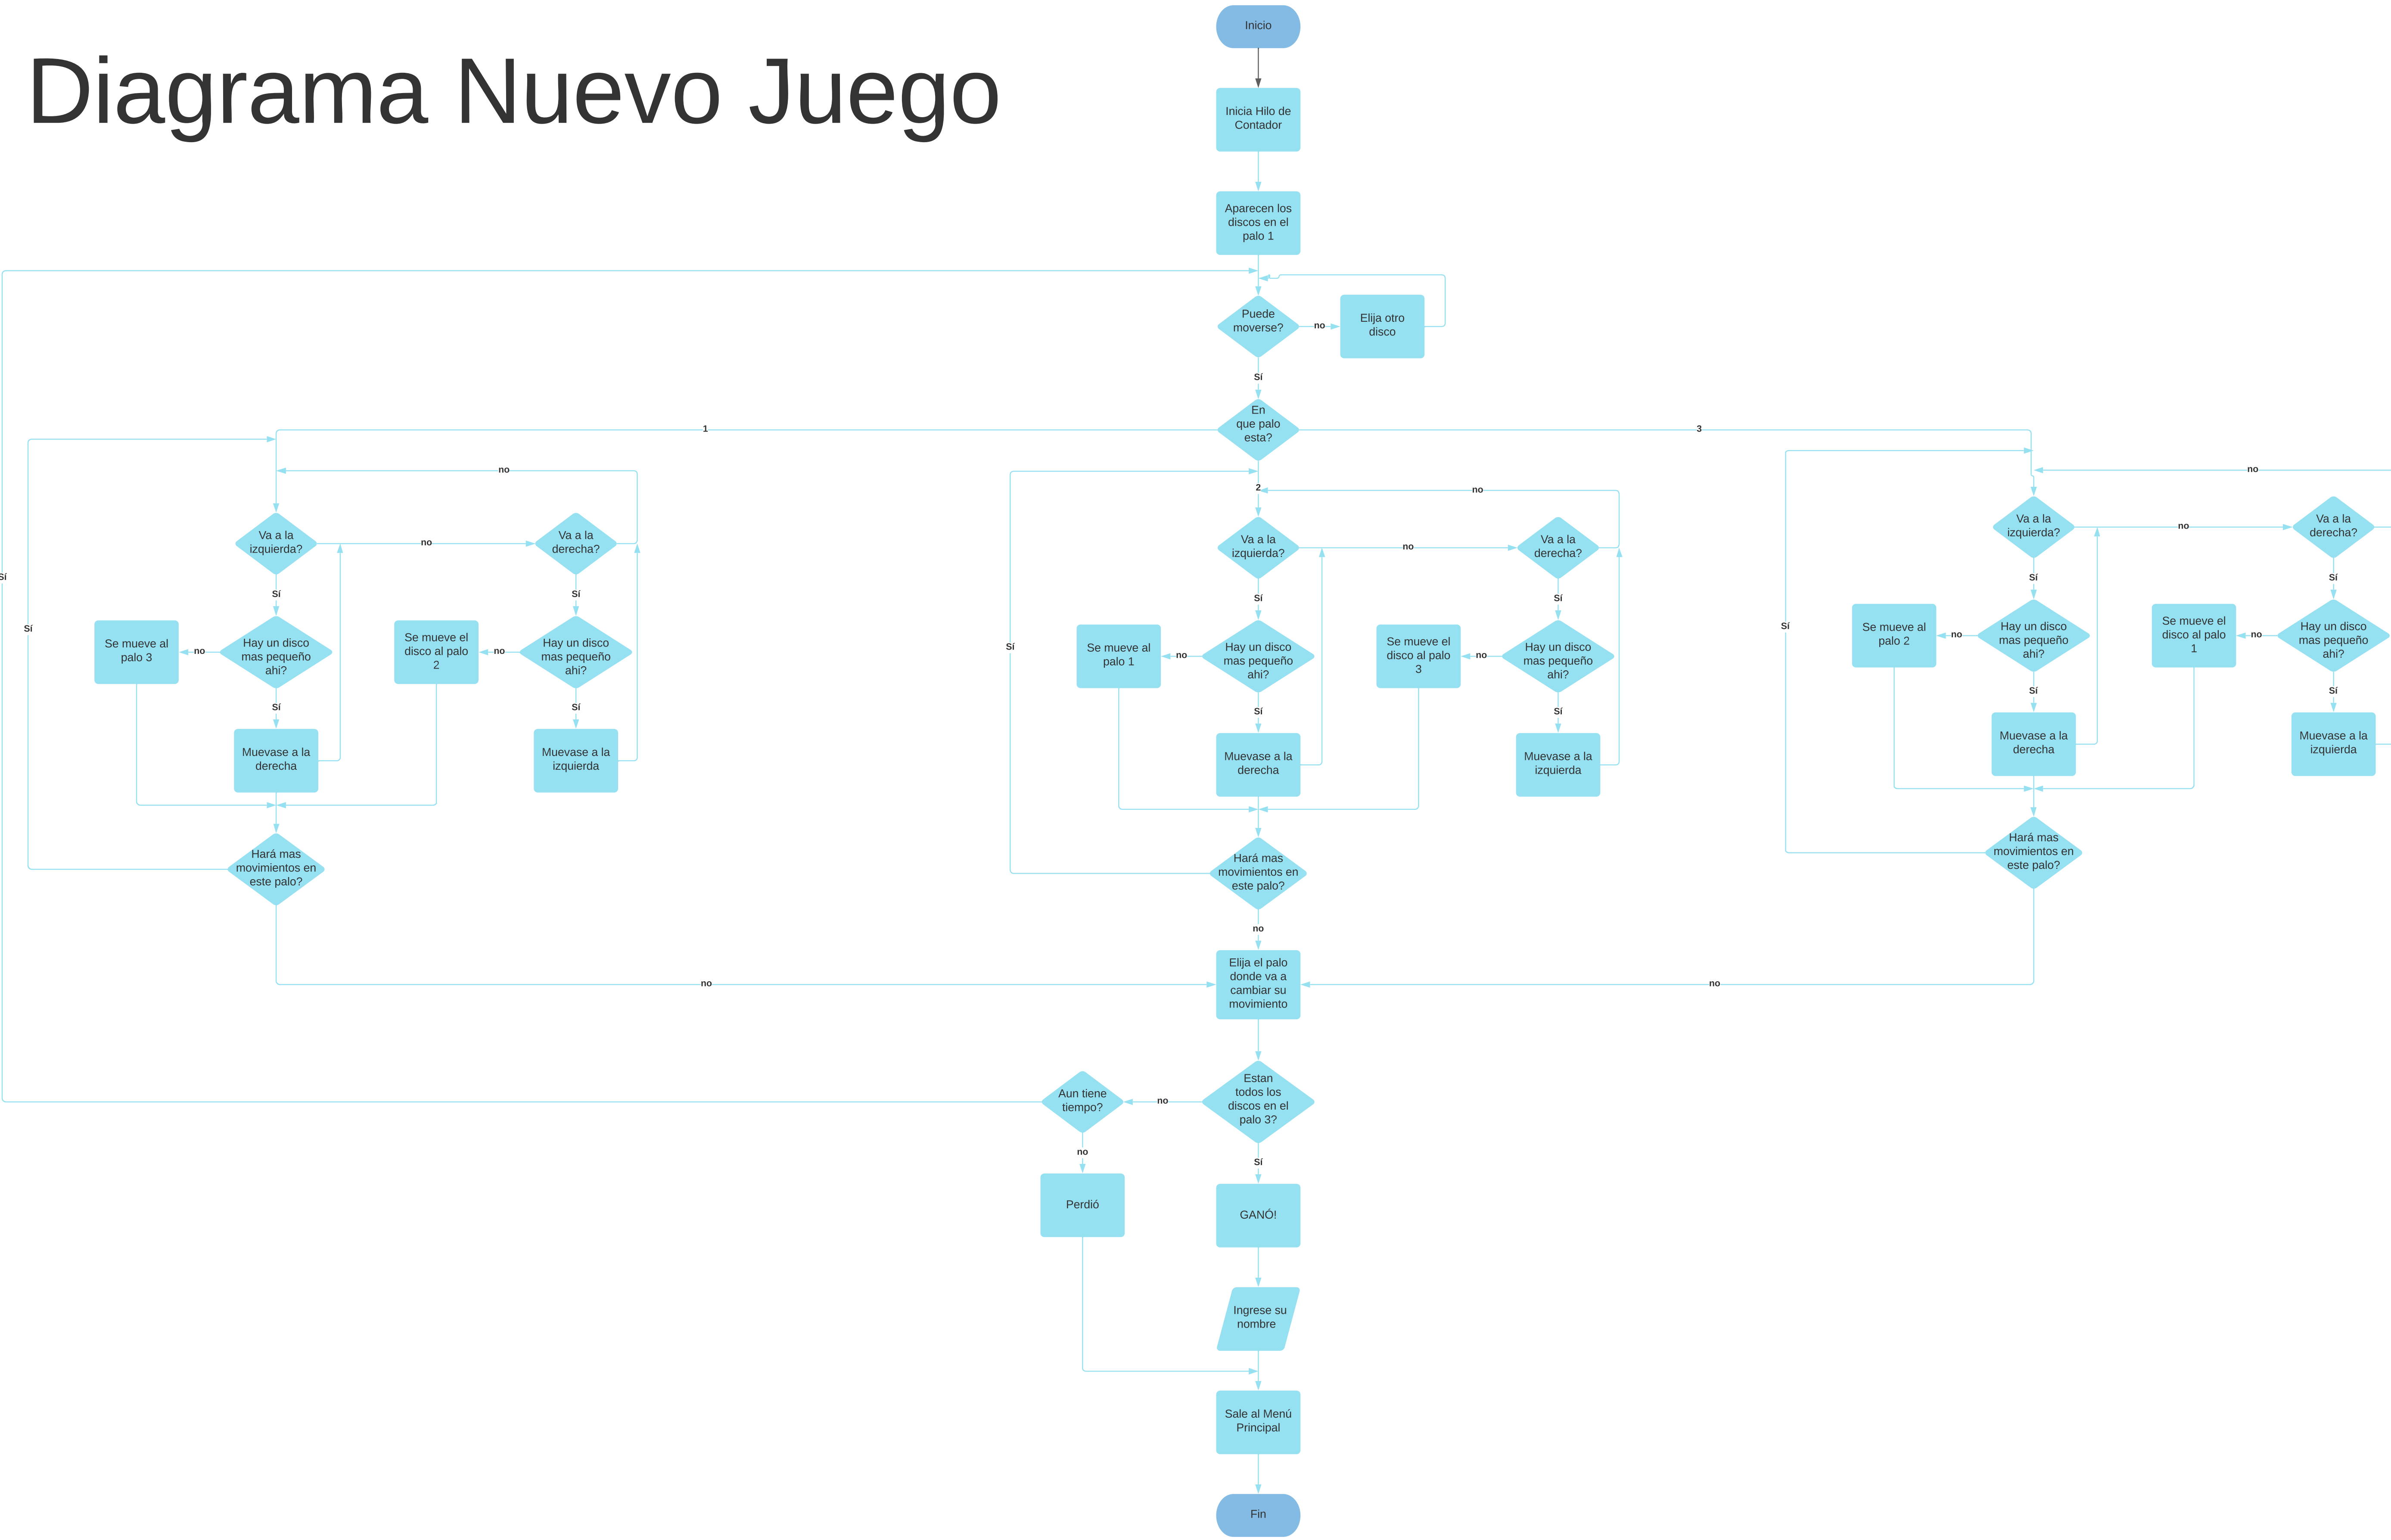 Diagrama Nuevo Juego
Inicio
Inicia Hilo de
Contador
Aparecen los
discos en el
palo 1
Puede
moverse?
no
Elija otro
disco
Sí
En
que palo
esta?
1
3
2
no
Va a la
izquierda?
no
Va a la
derecha?
Sí
Sí
Sí
Sí
Se mueve al
palo 3
no
Hay un disco
mas pequeño
ahi?
Se mueve el
disco al palo
2
no
Hay un disco
mas pequeño
ahi?
Sí
Sí
Muevase a la
derecha
Muevase a la
izquierda
Hará mas
movimientos en
este palo?
no
no
Va a la
izquierda?
no
Va a la
derecha?
Sí
Sí
Sí
Se mueve al
palo 1
no
Hay un disco
mas pequeño
ahi?
Se mueve el
disco al palo
3
no
Hay un disco
mas pequeño
ahi?
Sí
Sí
Muevase a la
derecha
Muevase a la
izquierda
Hará mas
movimientos en
este palo?
no
no
Va a la
izquierda?
no
Va a la
derecha?
Sí
Sí
Sí
Se mueve al
palo 2
no
Hay un disco
mas pequeño
ahi?
Se mueve el
disco al palo
1
no
Hay un disco
mas pequeño
ahi?
Sí
Sí
Muevase a la
derecha
Muevase a la
izquierda
Hará mas
movimientos en
este palo?
no
Elija el palo
donde va a
cambiar su
movimiento
Estan
todos los
discos en el
palo 3?
no
Aun tiene
tiempo?
no
Sí
Perdió
GANÓ!
Ingrese su
nombre
Sale al Menú
Principal
Fin